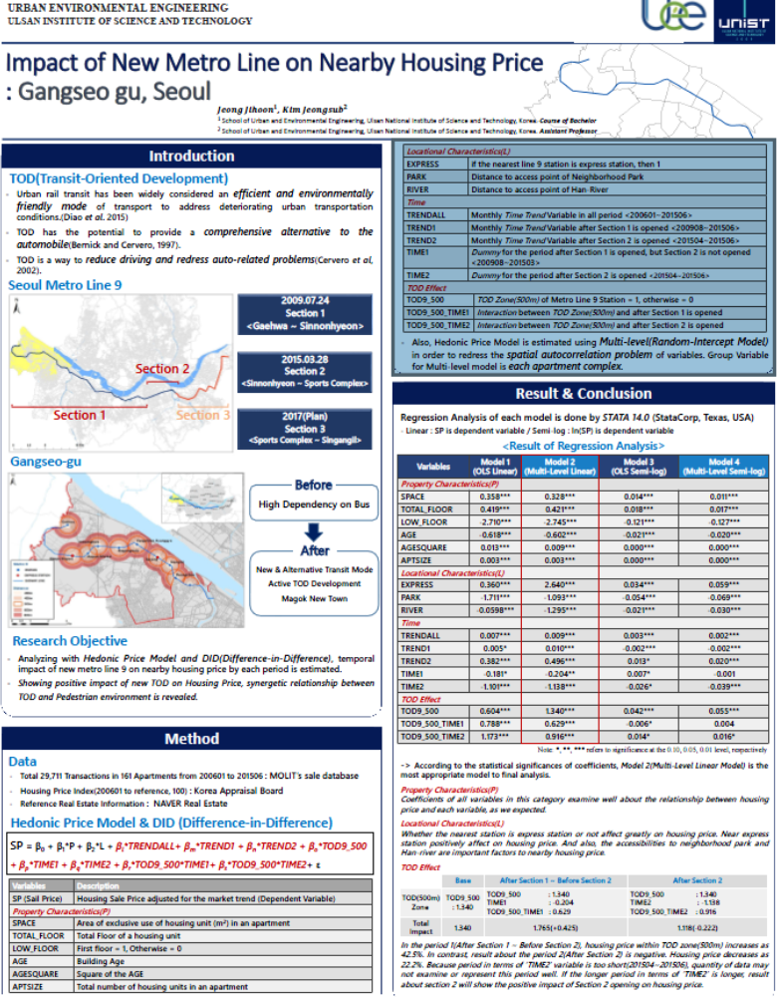 URBAN ENVIRONMENTAL ENGINEERING
ULSAN INSTITUTE OF SCIENCE AND TECHNOLOGY
uee
UNIST
Impact of New Metro Line on Nearby Housing Price
: Gangseo gu, Seoul
Jeong Jihoon¹, Kim Jeongsub²
¹ School of Urban and Environmental Engineering, Ulsan National Institute of Science and Technology, Korea. Course of Bachelor
² School of Urban and Environmental Engineering, Ulsan National Institute of Science and Technology, Korea. Assistant Professor
Introduction
TOD(Transit-Oriented Development)
- Urban rail transit has been widely considered an efficient and environmentally
friendly mode of transport to address deteriorating urban transportation
conditions.(Diao et al. 2015)
- TOD has the potential to provide a comprehensive alternative to the
automobile(Bernick and Cervero, 1997).
- TOD is a way to reduce driving and redress auto-related problems(Cervero et al,
2002).
Seoul Metro Line 9
Section 1
Section 2
Section 3
2009.07.24
Section 1
<Gaehwa ~ Sinnonhyeon>
2015.03.28
Section 2
<Sinnonhyeon ~ Sports Complex>
2017(Plan)
Section 3
<Sports Complex ~ Singangil>
Gangseo-gu
Before
High Dependency on Bus
After
New & Alternative Transit Mode
Active TOD Development
Magok New Town
Research Objective
- Analyzing with Hedonic Price Model and DID(Difference-in-Difference), temporal
impact of new metro line 9 on nearby housing price by each period is estimated.
- Showing positive impact of new TOD on Housing Price, synergetic relationship between
TOD and Pedestrian environment is revealed.
Method
Data
- Total 29,711 Transactions in 161 Apartments from 200601 to 201506 : MOLIT's sale database
- Housing Price Index(200601 to reference, 100) : Korea Appraisal Board
- Reference Real Estate Information : NAVER Real Estate
Hedonic Price Model & DID (Difference-in-Difference)
SP = β₀ + β₁*P + β₂*L + βₗ*TRENDALL+ βₘ*TREND1 + βₙ*TREND2 + βₒ*TOD9_500
+ βₚ*TIME1 + βq*TIME2 + βᵣ*TOD9_500*TIME1+ βₛ*TOD9_500*TIME2+ ε
Variables Description
SP (Sail Price) Housing Sale Price adjusted for the market trend (Dependent Variable)
Property Characteristics(P)
SPACE Area of exclusive use of housing unit (m²) in an apartment
TOTAL_FLOOR Total Floor of a housing unit
LOW_FLOOR First floor = 1, Otherwise = 0
AGE Building Age
AGESQUARE Square of the AGE
APTSIZE Total number of housing units in an apartment
Locational Characteristics(L)
EXPRESS if the nearest line 9 station is express station, then 1
PARK Distance to access point of Neighborhood Park
RIVER Distance to access point of Han-River
Time
TRENDALL Monthly Time Trend Variable in all period <200601~201506>
TREND1 Monthly Time Trend Variable after Section 1 is opened <200908~201506>
TREND2 Monthly Time Trend Variable after Section 2 is opened <201504~201506>
TIME1 Dummy for the period after Section 1 is opened, but Section 2 is not opened
<200908~201503>
TIME2 Dummy for the period after Section 2 is opened <201504~201506>
TOD Effect
TOD9_500 TOD Zone(500m) of Metro Line 9 Station = 1, otherwise = 0
TOD9_500_TIME1 Interaction between TOD Zone(500m) and after Section 1 is opened
TOD9_500_TIME2 Interaction between TOD Zone(500m) and after Section 2 is opened
- Also, Hedonic Price Model is estimated using Multi-level(Random-Intercept Model)
in order to redress the spatial autocorrelation problem of variables. Group Variable
for Multi-level model is each apartment complex.
Result & Conclusion
Regression Analysis of each model is done by STATA 14.0 (StataCorp, Texas, USA)
- Linear : SP is dependent variable / Semi-log : ln(SP) is dependent variable
<Result of Regression Analysis>
Variables Model 1 (OLS Linear) Model 2 (Multi-Level Linear) Model 3 (OLS Semi-log) Model 4 (Multi-Level Semi-log)
Property Characteristics(P)
SPACE 0.358*** 0.328*** 0.014*** 0.011***
TOTAL_FLOOR 0.419*** 0.421*** 0.018*** 0.017***
LOW_FLOOR -2.710*** -2.745*** -0.121*** -0.127***
AGE -0.618*** -0.602*** -0.021*** -0.020***
AGESQUARE 0.013*** 0.009*** 0.000*** 0.000***
APTSIZE 0.003*** 0.003*** 0.000*** 0.000***
Locational Characteristics(L)
EXPRESS 0.360*** 2.640*** 0.034*** 0.059***
PARK -1.711*** -1.093*** -0.054*** -0.069***
RIVER -0.0598*** -1.295*** -0.021*** -0.030***
Time
TRENDALL 0.007*** 0.009*** 0.003*** 0.002***
TREND1 0.005* 0.010*** -0.002*** -0.002***
TREND2 0.382*** 0.496*** 0.013* 0.020***
TIME1 -0.181* -0.204** 0.007* -0.001
TIME2 -1.101*** -1.138*** -0.026* -0.039***
TOD Effect
TOD9_500 0.604*** 1.340*** 0.042*** 0.055***
TOD9_500_TIME1 0.788*** 0.629*** -0.006* 0.004
TOD9_500_TIME2 1.173*** 0.916*** 0.014* 0.016*
Note: *, **, *** refers to significance at the 0.10, 0.05, 0.01 level, respectively
-> According to the statistical significances of coefficients, Model 2(Multi-Level Linear Model) is the
most appropriate model to final analysis.
Property Characteristics(P)
Coefficients of all variables in this category examine well about the relationship between housing
price and each variable, as we expected.
Locational Characteristics(L)
Whether the nearest station is express station or not affect greatly on housing price. Near express
station positively affect on housing price. And also, the accessibilities to neighborhood park and
Han-river are important factors to nearby housing price.
TOD Effect
Base After Section 1 ~ Before Section 2 After Section 2
TOD(500m) Zone TOD9_500 : 1.340 TOD9_500 : 1.340 TIME1 : -0.204 TOD9_500_TIME1 : 0.629 TOD9_500 : 1.340 TIME2 : -1.138 TOD9_500_TIME2 : 0.916
Total Impact 1.340 1.765(+0.425) 1.118(-0.222)
In the period 1(After Section 1 ~ Before Section 2), housing price within TOD zone(500m) increases as
42.5%. In contrast, result about the period 2(After Section 2) is negative. Housing price decreases as
22.2%. Because period in terms of 'TIME2' variable is too short(201504~201506), quantity of data may
not examine or represent this period well. If the longer period in terms of 'TIME2' is longer, result
about section 2 will show the positive impact of Section 2 opening on housing price.